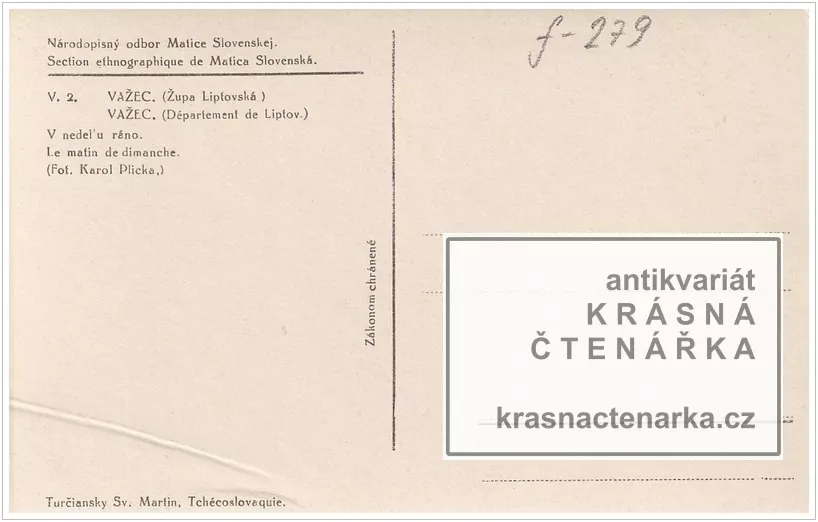 f-279
Národopisný odbor Matice Slovenskej.
Section ethnographique de Matica Slovenská.
V. 2. VAŽEC. (Župa Liptovská )
VAŽEC. (Département de Liptov.)
V nedel'u ráno.
Le matin de dimanche.
(Fot. Karol Plicka.)
Zákonom chránené
antikvariát
KRÁSNÁ
ČTENÁŘKA
krasnactenarka.cz
Turčiansky Sv. Martin, Tchécoslovaquie.